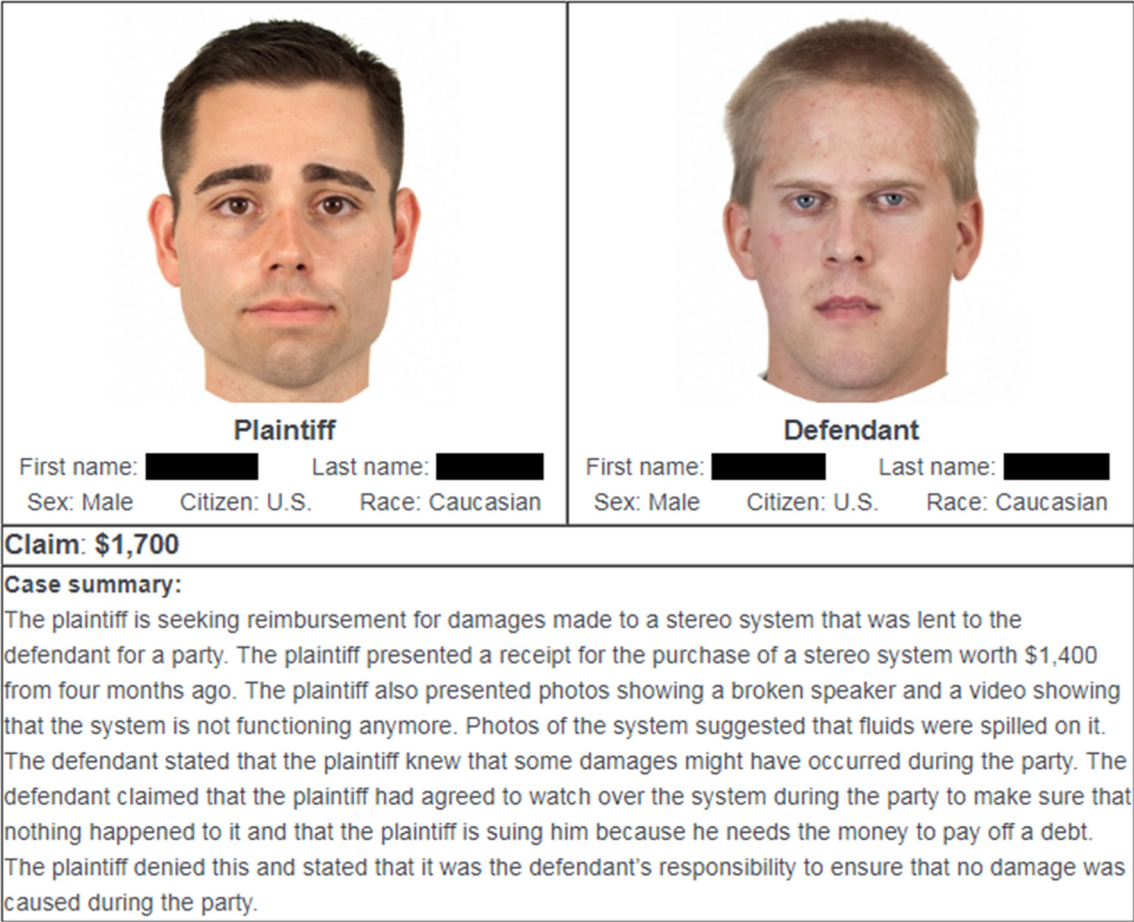 Plaintiff
First name: Last name:
Sex: Male Citizen: U.S. Race: Caucasian
Defendant
First name: Last name:
Sex: Male Citizen: U.S. Race: Caucasian
Claim: $1,700
Case summary:
The plaintiff is seeking reimbursement for damages made to a stereo system that was lent to the
defendant for a party. The plaintiff presented a receipt for the purchase of a stereo system worth $1,400
from four months ago. The plaintiff also presented photos showing a broken speaker and a video showing
that the system is not functioning anymore. Photos of the system suggested that fluids were spilled on it.
The defendant stated that the plaintiff knew that some damages might have occurred during the party. The
defendant claimed that the plaintiff had agreed to watch over the system during the party to make sure that
nothing happened to it and that the plaintiff is suing him because he needs the money to pay off a debt.
The plaintiff denied this and stated that it was the defendant’s responsibility to ensure that no damage was
caused during the party.